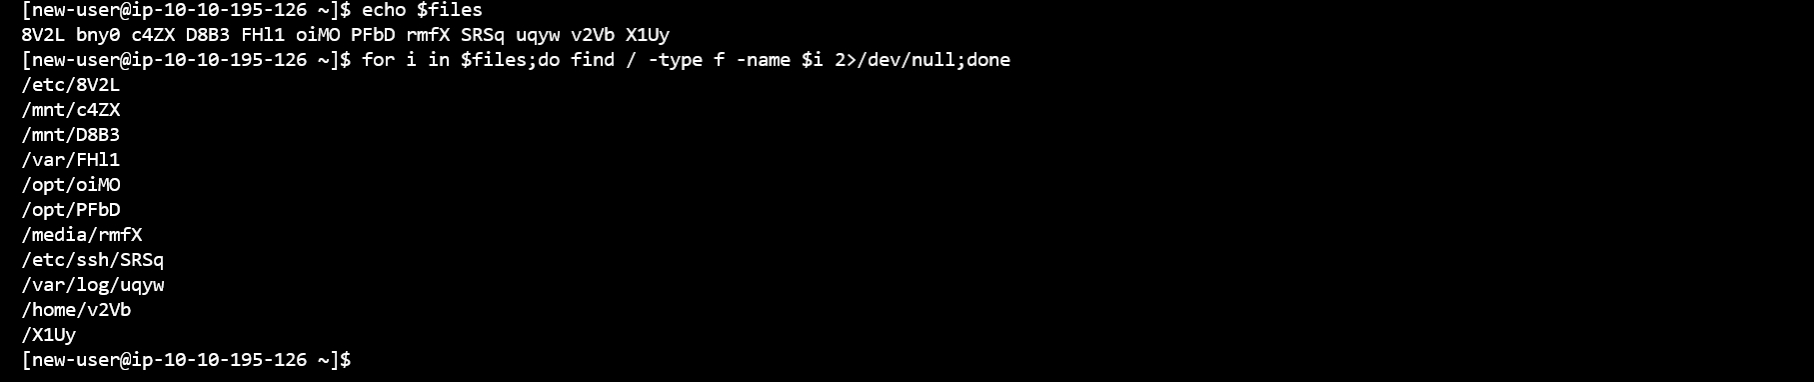 [new-user@ip-10-10-195-126 ~]$ echo $files
8V2L bny0 c4ZX D8B3 FHl1 oiMO PFbD rmfX SRSq uqyw v2Vb X1Uy
[new-user@ip-10-10-195-126 ~]$ for i in $files;do find / -type f -name $i 2>/dev/null;done
/etc/8V2L
/mnt/c4ZX
/mnt/D8B3
/var/FHl1
/opt/oiMO
/opt/PFbD
/media/rmfX
/etc/ssh/SRSq
/var/log/uqyw
/home/v2Vb
/X1Uy
[new-user@ip-10-10-195-126 ~]$